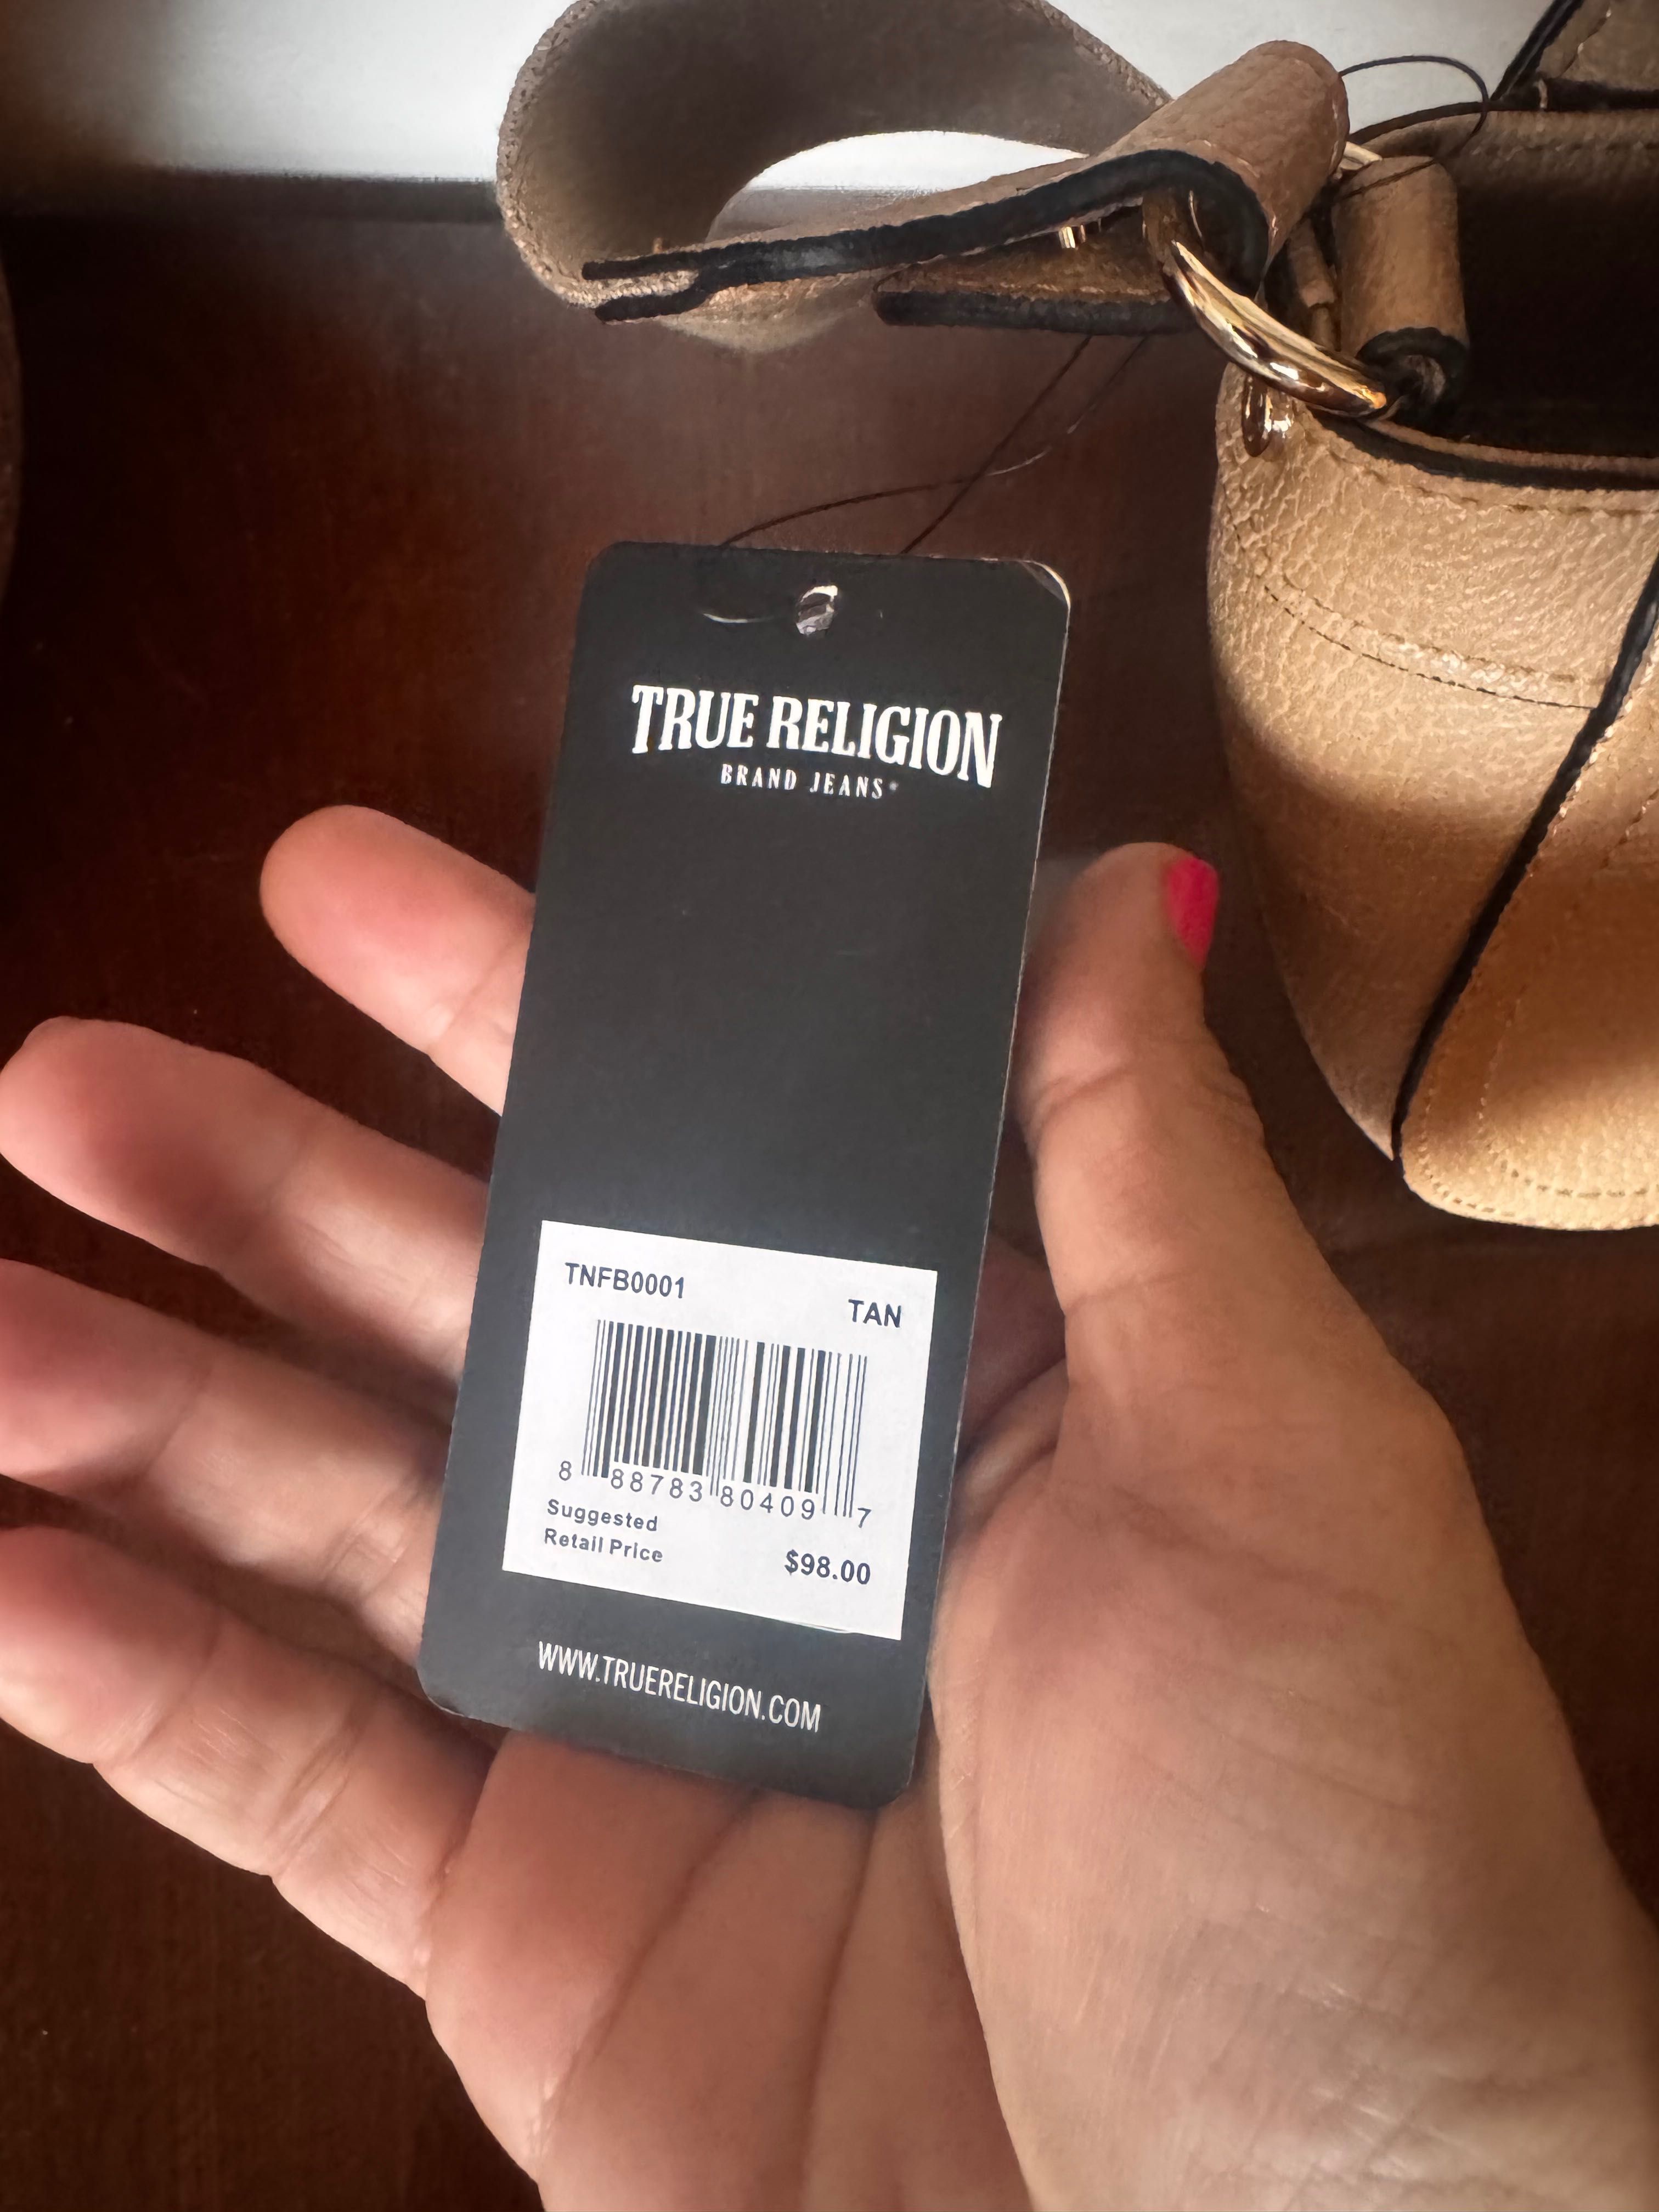 TRUE RELIGION
BRAND JEANS®
TNFB0001
TAN
8 88783 80409 7
Suggested
Retail Price
$98.00
WWW.TRUERELIGION.COM